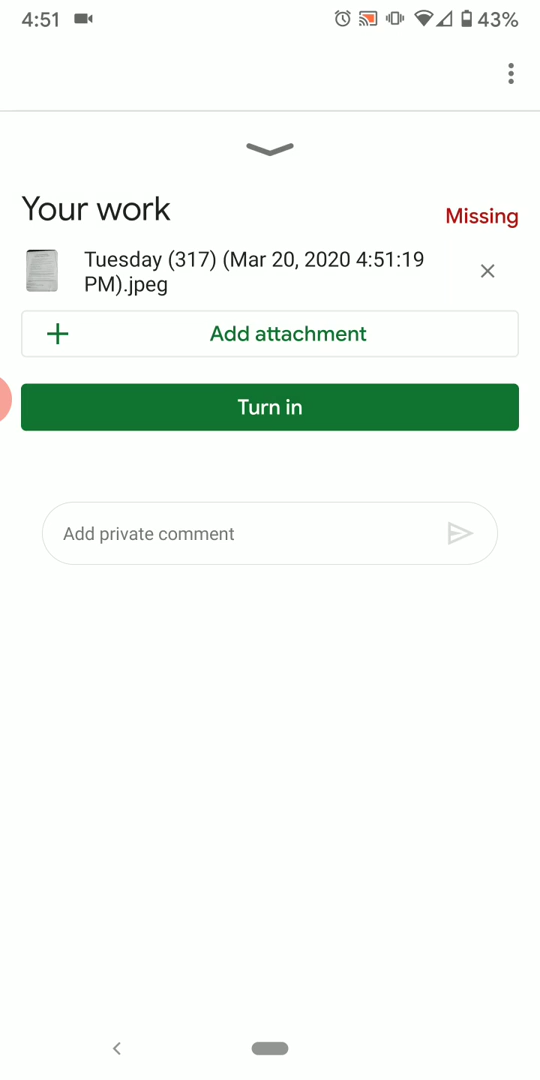 4:51
43%
Your work
Missing
Tuesday (317) (Mar 20, 2020 4:51:19
PM).jpeg
Add attachment
Turn in
Add private comment